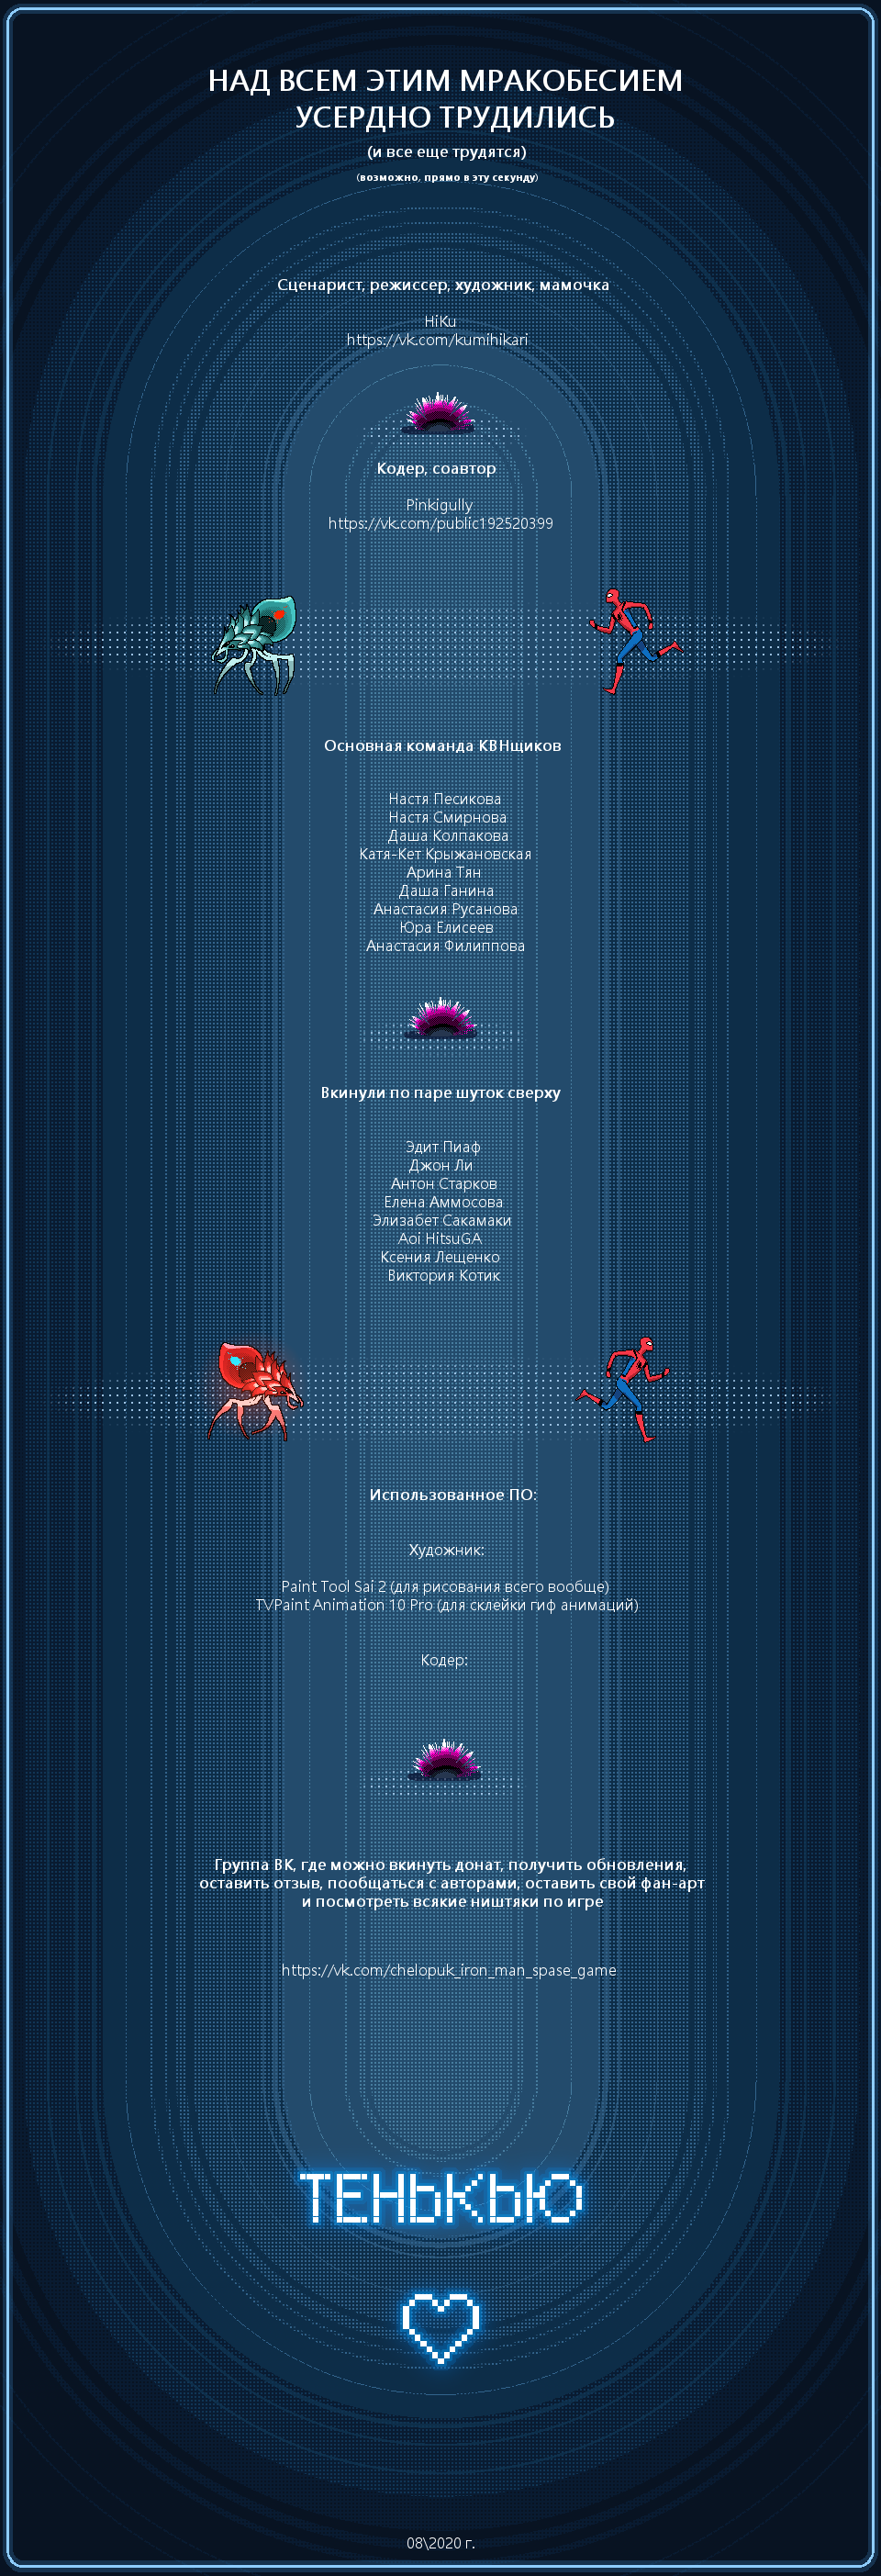 НАД ВСЕМ ЭТИМ МРАКОБЕСИЕМ
УСЕРДНО ТРУДИЛИСЬ
(и все еще трудятся)
(возможно, прямо в эту секунду)
Сценарист, режиссер, художник, мамочка
HiKu
https://vk.com/kumihikari
Кодер, соавтор
Pinkigully
https://vk.com/public192520399
Основная команда КВНщиков
Настя Песикова
Настя Смирнова
Даша Колпакова
Катя-Кет Крыжановская
Арина Тян
Даша Ганина
Анастасия Русанова
Юра Елисеев
Анастасия Филиппова
Вкинули по паре шуток сверху
Эдит Пиаф
Джон Ли
Антон Старков
Елена Аммосова
Элизабет Сакамаки
Aoi HitsuGA
Ксения Лещенко
Виктория Котик
Использованное ПО:
Художник:
Paint Tool Sai 2 (для рисования всего вообще)
TVPaint Animation 10 Pro (для склейки гиф анимаций)
Кодер:
Группа ВК, где можно вкинуть донат, получить обновления,
оставить отзыв, пообщаться с авторами, оставить свой фан-арт
и посмотреть всякие ништяки по игре
https://vk.com/chelopuk_iron_man_spase_game
ТЕНЬКЬЮ
08\2020 г.